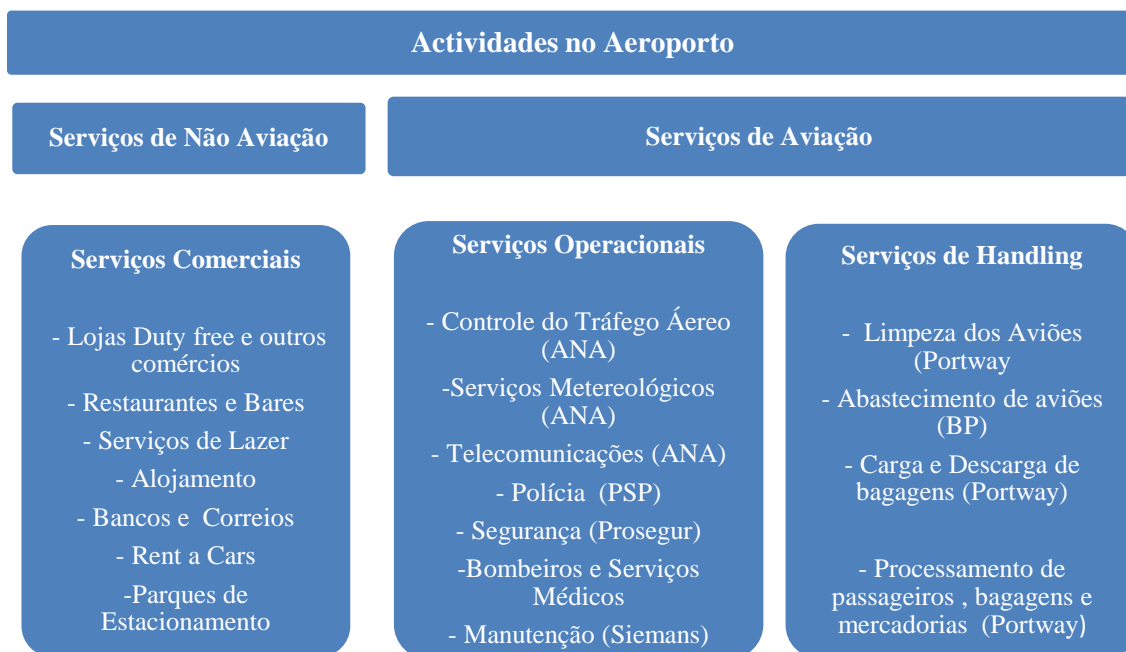 Actividades no Aeroporto
Serviços de Não Aviação
Serviços de Aviação
Serviços Comerciais
- Lojas Duty free e outros
comércios
- Restaurantes e Bares
- Serviços de Lazer
- Alojamento
- Bancos e Correios
- Rent a Cars
-Parques de
Estacionamento
Serviços Operacionais
- Controle do Tráfego Áereo
(ANA)
-Serviços Metereológicos
(ANA)
- Telecomunicações (ANA)
- Polícia (PSP)
- Segurança (Prosegur)
-Bombeiros e Serviços
Médicos
- Manutenção (Siemans)
Serviços de Handling
- Limpeza dos Aviões
(Portway
- Abastecimento de aviões
(BP)
- Carga e Descarga de
bagagens (Portway)
- Processamento de
passageiros , bagagens e
mercadorias (Portway)